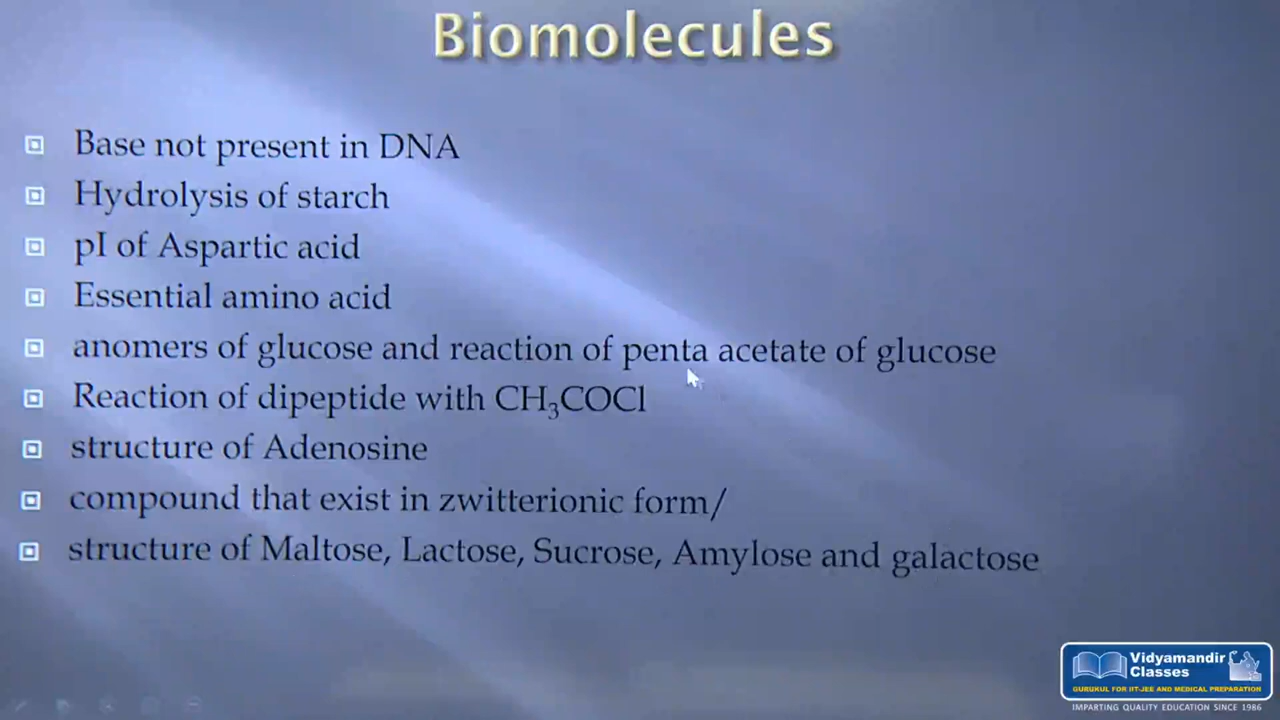 Biomolecules
Base not present in DNA
Hydrolysis of starch
pI of Aspartic acid
Essential amino acid
anomers of glucose and reaction of penta acetate of glucose
Reaction of dipeptide with CH₃COCl
structure of Adenosine
compound that exist in zwitterionic form/
structure of Maltose, Lactose, Sucrose, Amylose and galactose
Vidyamandir
Classes
GURUKUL FOR IIT-JEE AND MEDICAL PREPARATION
IMPARTING QUALITY EDUCATION SINCE 1986